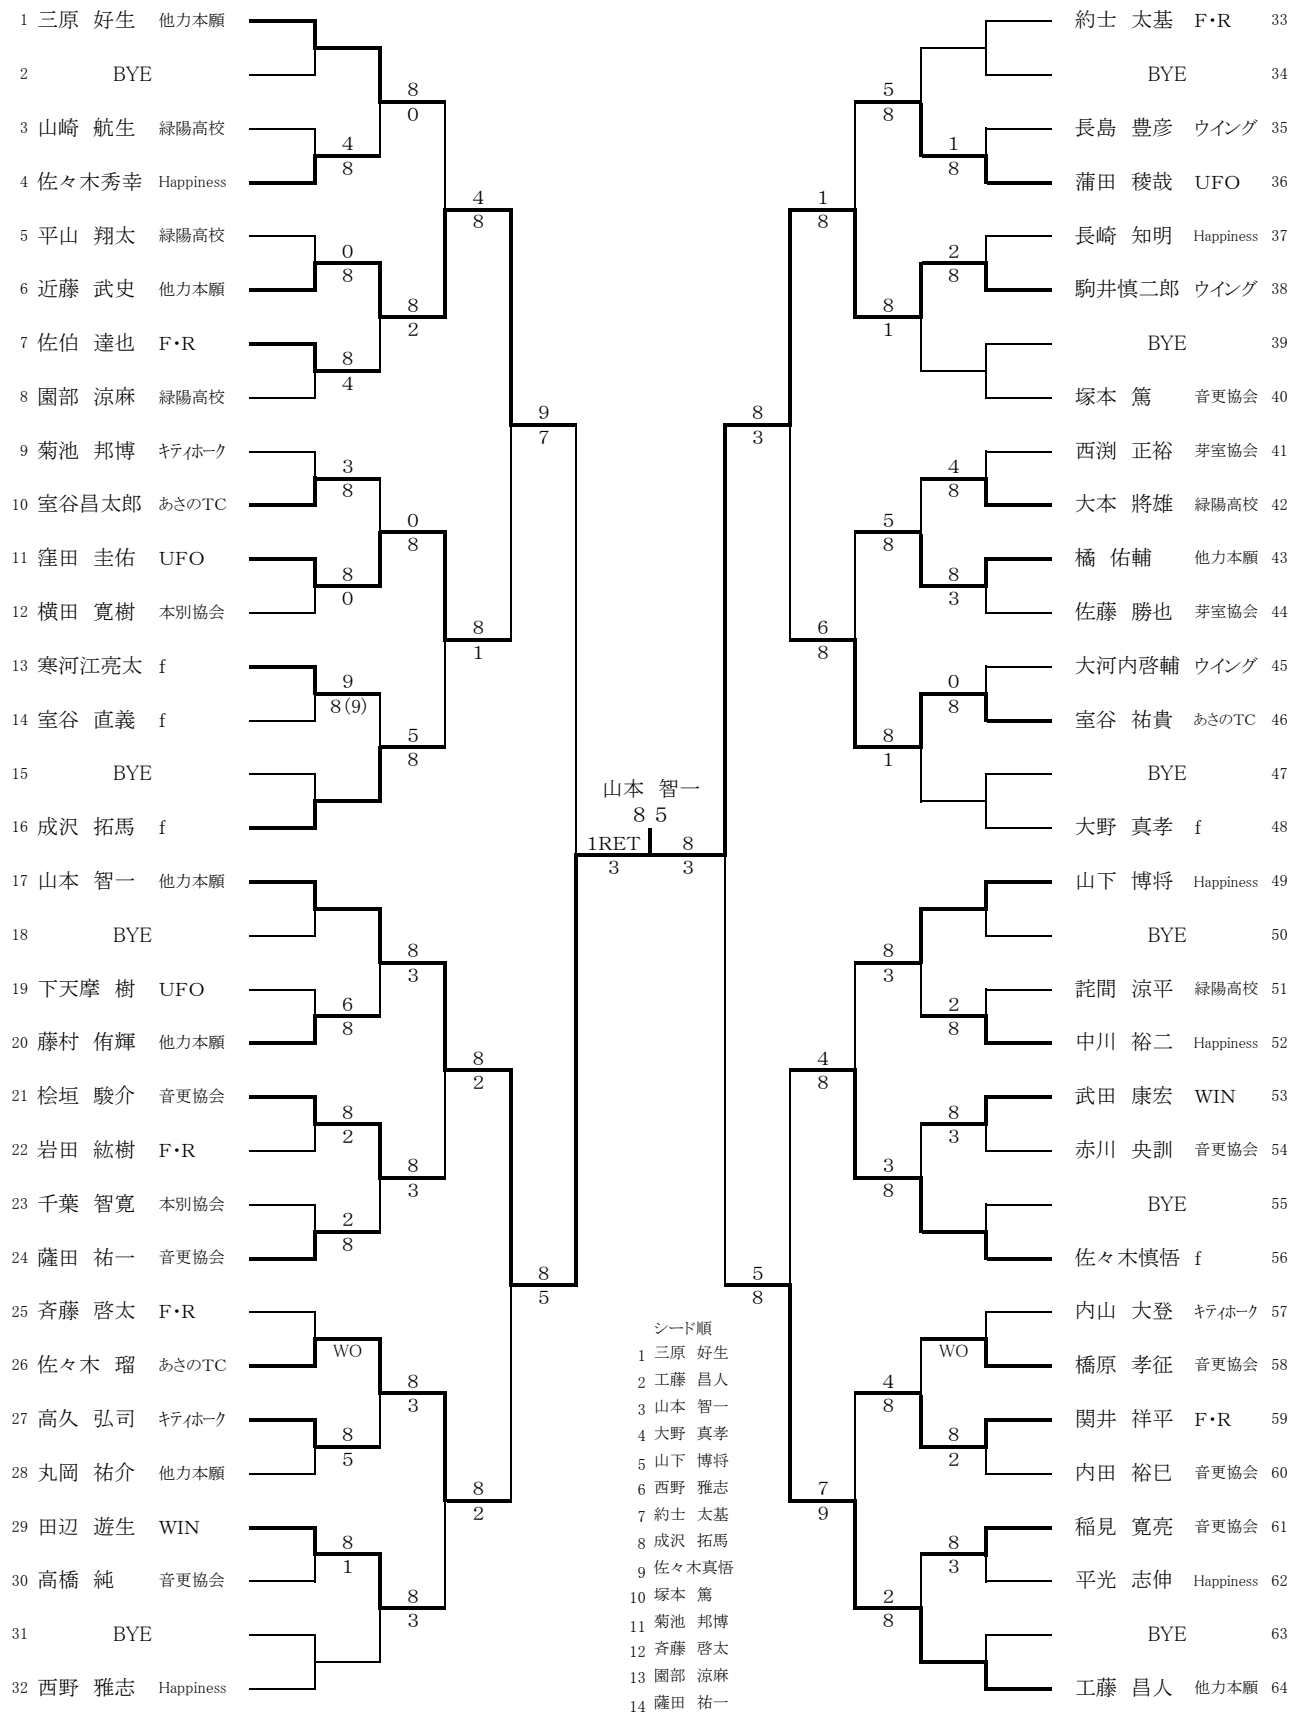 1 三原 好生 他力本願
2 BYE
3 山崎 航生 緑陽高校
4 佐々木秀幸 Happiness
5 平山 翔太 緑陽高校
6 近藤 武史 他力本願
7 佐伯 達也 F・R
8 園部 涼麻 緑陽高校
9 菊池 邦博 キティホーク
10 室谷昌太郎 あさのTC
11 窪田 圭佑 UFO
12 横田 寛樹 本別協会
13 寒河江亮太 f
14 室谷 直義 f
15 BYE
16 成沢 拓馬 f
17 山本 智一 他力本願
18 BYE
19 下天摩 樹 UFO
20 藤村 侑輝 他力本願
21 桧垣 駿介 音更協会
22 岩田 紘樹 F・R
23 千葉 智寛 本別協会
24 薩田 祐一 音更協会
25 斉藤 啓太 F・R
26 佐々木 瑠 あさのTC
27 高久 弘司 キティホーク
28 丸岡 祐介 他力本願
29 田辺 遊生 WIN
30 高橋 純 音更協会
31 BYE
32 西野 雅志 Happiness
4
8
0
8
8
4
3
8
8
0
9
8(9)
6
8
8
2
2
8
WO
8
5
8
1
8
0
8
2
0
8
5
8
8
3
8
3
8
3
8
3
4
8
8
1
8
2
8
2
9
7
8
5
山本 智一
8 5
1RET
3
8
3
8
3
5
8
1
8
6
8
4
8
7
9
5
8
8
1
5
8
8
1
8
3
3
8
4
8
2
8
1
8
2
8
4
8
8
3
0
8
2
8
8
3
WO
8
2
8
3
約士 太基 F・R 33
BYE 34
長島 豊彦 ウイング 35
蒲田 稜哉 UFO 36
長崎 知明 Happiness 37
駒井慎二郎 ウイング 38
BYE 39
塚本 篤 音更協会 40
西渕 正裕 芽室協会 41
大本 將雄 緑陽高校 42
橘 佑輔 他力本願 43
佐藤 勝也 芽室協会 44
大河内啓輔 ウイング 45
室谷 祐貴 あさのTC 46
BYE 47
大野 真孝 f 48
山下 博将 Happiness 49
BYE 50
詫間 涼平 緑陽高校 51
中川 裕二 Happiness 52
武田 康宏 WIN 53
赤川 央訓 音更協会 54
BYE 55
佐々木慎悟 f 56
内山 大登 キティホーク 57
橋原 孝征 音更協会 58
関井 祥平 F・R 59
内田 裕巳 音更協会 60
稲見 寛亮 音更協会 61
平光 志伸 Happiness 62
BYE 63
工藤 昌人 他力本願 64
シード順
1 三原 好生
2 工藤 昌人
3 山本 智一
4 大野 真孝
5 山下 博将
6 西野 雅志
7 約士 太基
8 成沢 拓馬
9 佐々木真悟
10 塚本 篤
11 菊池 邦博
12 斉藤 啓太
13 園部 涼麻
14 薩田 祐一